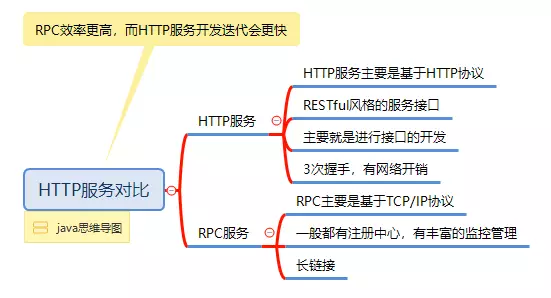 RPC效率更高，而HTTP服务开发迭代会更快
HTTP服务对比
java思维导图
HTTP服务
HTTP服务主要是基于HTTP协议
RESTful风格的服务接口
主要就是进行接口的开发
3次握手，有网络开销
RPC服务
RPC主要是基于TCP/IP协议
一般都有注册中心，有丰富的监控管理
长链接